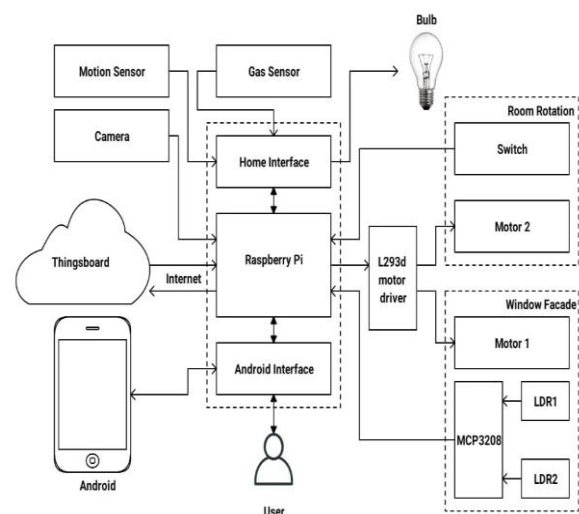 Bulb
Motion Sensor
Gas Sensor
Camera
Home Interface
Room Rotation
Switch
Motor 2
Thingsboard
Internet
Raspberry Pi
L293d
motor
driver
Window Facade
Motor 1
Android Interface
MCP3208
LDR1
LDR2
Android
User